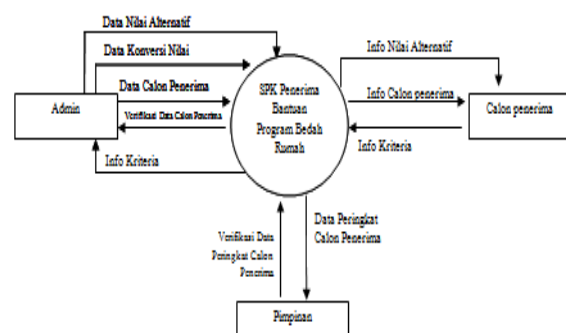 Data Nilai Alternatif
Data Konversi Nilai
Data Calon Penerima
Admin
Verifikasi Data Calon Penerima
Info Kriteria
SPK Penerima
Bantuan
Program Bedah
Rumah
Info Nilai Alternatif
Info Calon penerima
Calon penerima
Info Kriteria
Verifikasi Data
Peringkat Calon
Penerima
Data Peringkat
Calon Penerima
Pimpinan